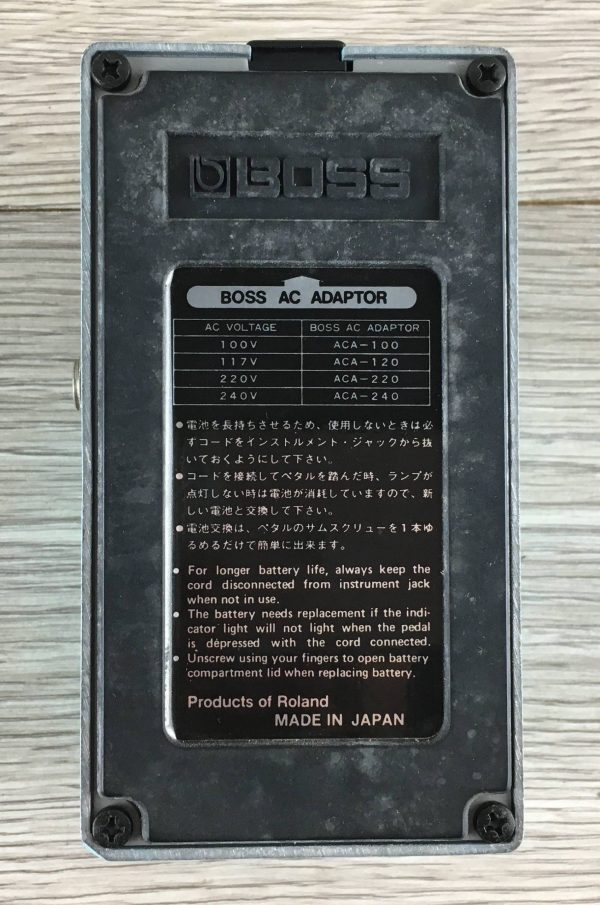 BOSS
BOSS AC ADAPTOR
AC VOLTAGE BOSS AC ADAPTOR
100V ACA-100
117V ACA-120
220V ACA-220
240V ACA-240
●電池を長持ちさせるため、使用しないときは必
ずコードをインストルメント・ジャックから抜
いておくようにして下さい。
●コードを接続してペタルを踏んだ時、ランプが
点灯しない時は電池が消耗していますので、新
しい電池と交換して下さい。
●電池交換は、ペタルのサムスクリューを1本ゆ
るめるだけで簡単に出来ます。
● For longer battery life, always keep the
cord disconnected from instrument jack
when not in use.
● The battery needs replacement if the indi-
cator light will not light when the pedal
is depressed with the cord connected.
● Unscrew using your fingers to open battery
compartment lid when replacing battery.
Products of Roland
MADE IN JAPAN